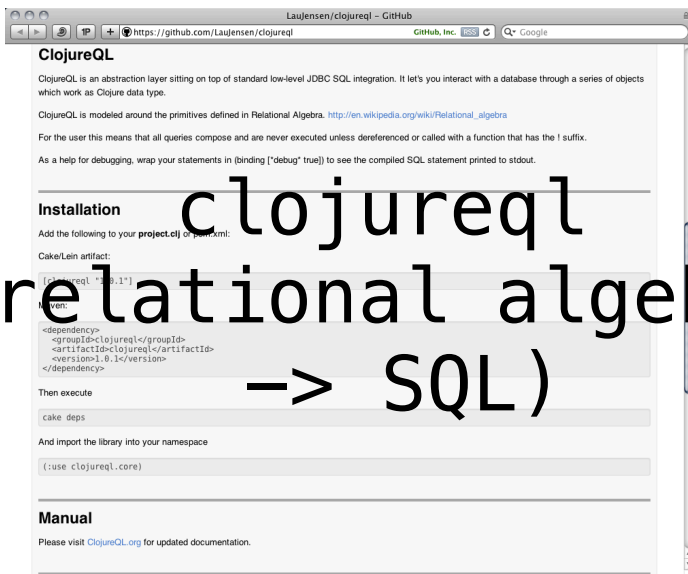 LauJensen/clojureql – GitHub
https://github.com/LauJensen/clojureql GitHub, Inc. RSS Google
ClojureQL
ClojureQL is an abstraction layer sitting on top of standard low-level JDBC SQL integration. It let's you interact with a database through a series of objects
which work as Clojure data type.
ClojureQL is modeled around the primitives defined in Relational Algebra. http://en.wikipedia.org/wiki/Relational_algebra
For the user this means that all queries compose and are never executed unless dereferenced or called with a function that has the ! suffix.
As a help for debugging, wrap your statements in (binding [*debug* true]) to see the compiled SQL statement printed to stdout.
clojureql
Installation
Add the following to your project.clj or pom.xml:
Cake/Lein artifact:
[clojureql "1.0.1"]
relational alge
Maven:
<dependency>
<groupId>clojureql</groupId>
<artifactId>clojureql</artifactId>
<version>1.0.1</version>
</dependency>
-> SQL)
Then execute
cake deps
And import the library into your namespace
(:use clojureql.core)
Manual
Please visit ClojureQL.org for updated documentation.